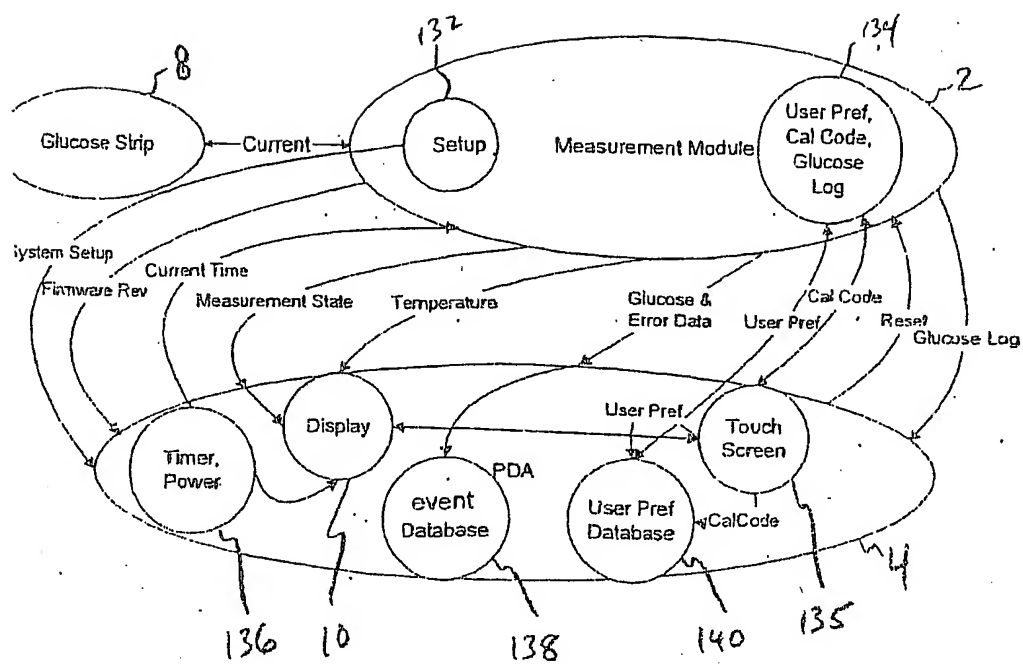 132
134
8
2
Glucose Strip
Current
Setup
Measurement Module
User Pref,
Cal Code,
Glucose
Log
System Setup
Firmware Rev
Current Time
Measurement State
Temperature
Glucose &
Error Data
User Pref
Cal Code
Reset
Glucose Log
Timer,
Power
Display
PDA
event
Database
User Pref
User Pref
Database
Touch
Screen
CalCode
4
136
10
138
140
135